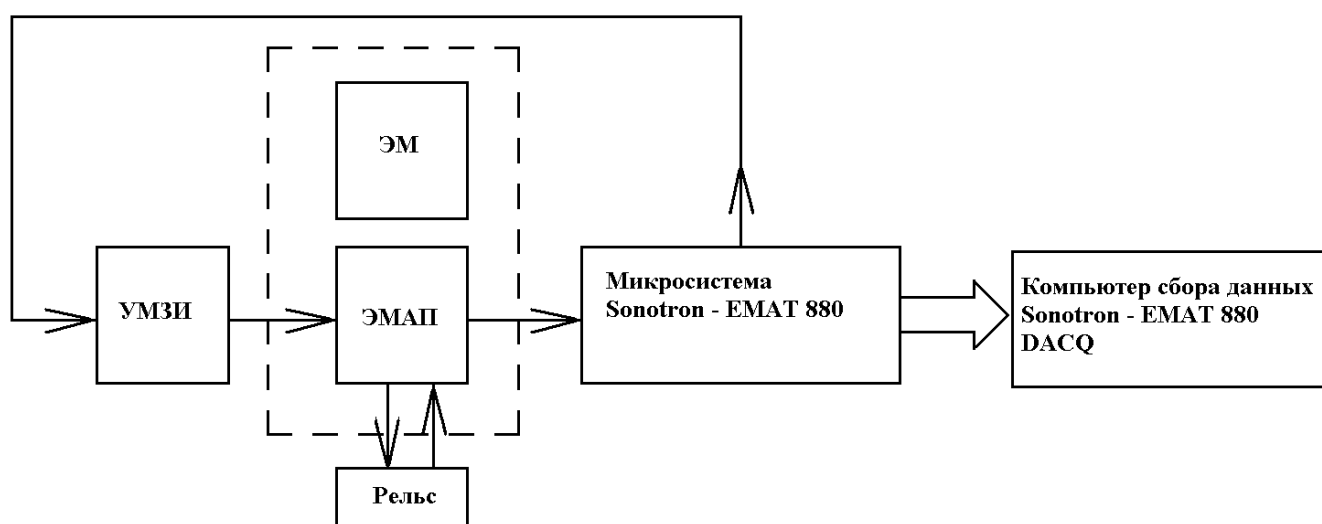 ЭМ
УМЗИ
ЭМАП
Микросистема
Sonotron - EMAT 880
Компьютер сбора данных
Sonotron - EMAT 880
DACQ
Рельс